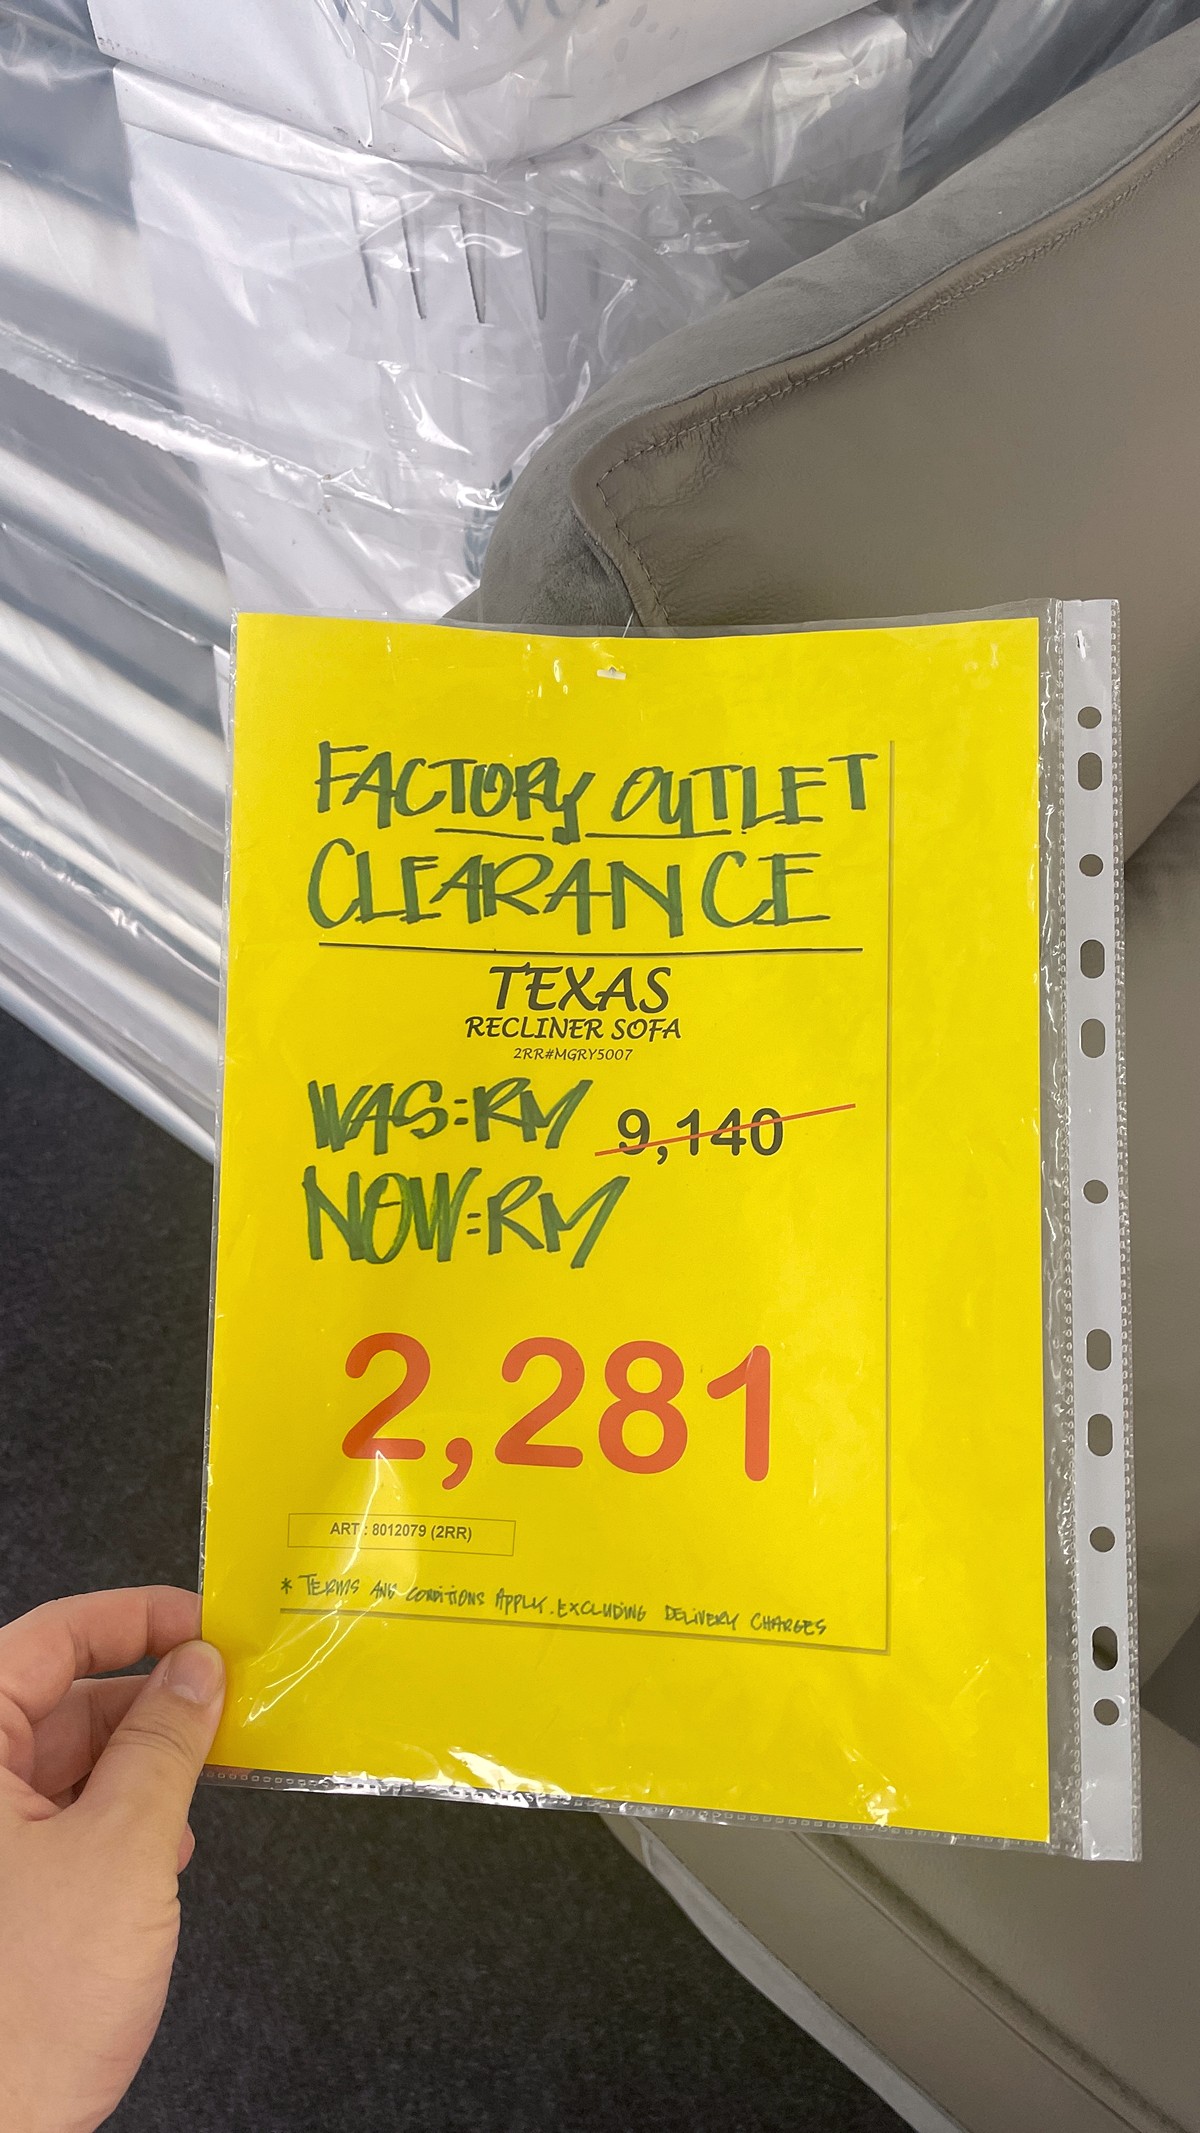 FACTORY OUTLET
CLEARANCE
TEXAS
RECLINER SOFA
2RR#MGRY5007
WAS:RM 9,140
NOW:RM
2,281
ART : 8012079 (2RR)
* TERMS AND CONDITIONS APPLY. EXCLUDING DELIVERY CHARGES